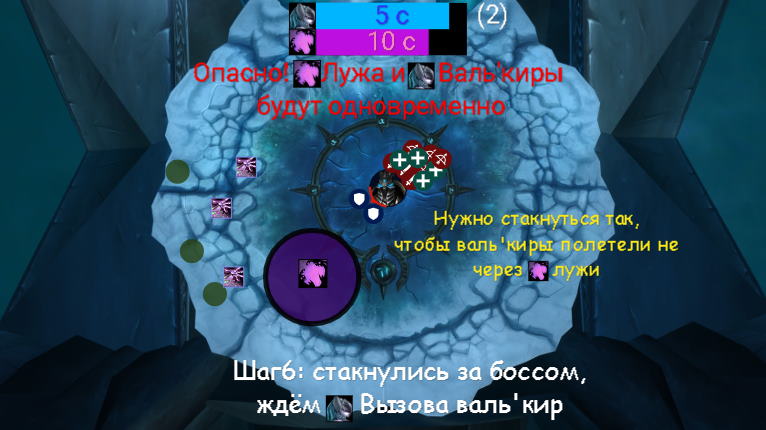 5 с (2)
10 с
Опасно! Лужа и Валь'киры
будут одновременно
Нужно стакнуться так,
чтобы валь'киры полетели не
через лужи
Шаг6: стакнулись за боссом,
ждём Вызова валь'кир